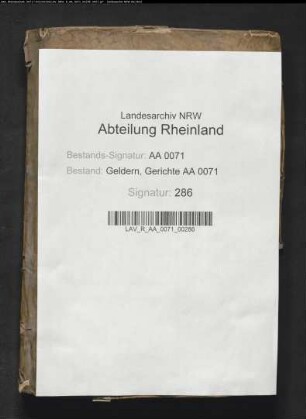 Landesarchiv NRW
Abteilung Rheinland
Bestands-Signatur: AA 0071
Bestand: Geldern, Gerichte AA 0071
Signatur: 286
LAV_R_AA_0071_00286